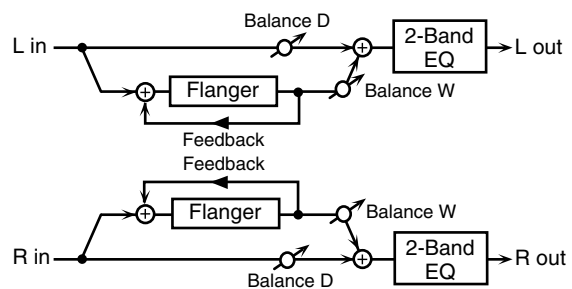 Balance D
L in
2-Band
EQ
L out
Flanger
Balance W
Feedback
Feedback
Flanger
Balance W
R in
2-Band
EQ
R out
Balance D